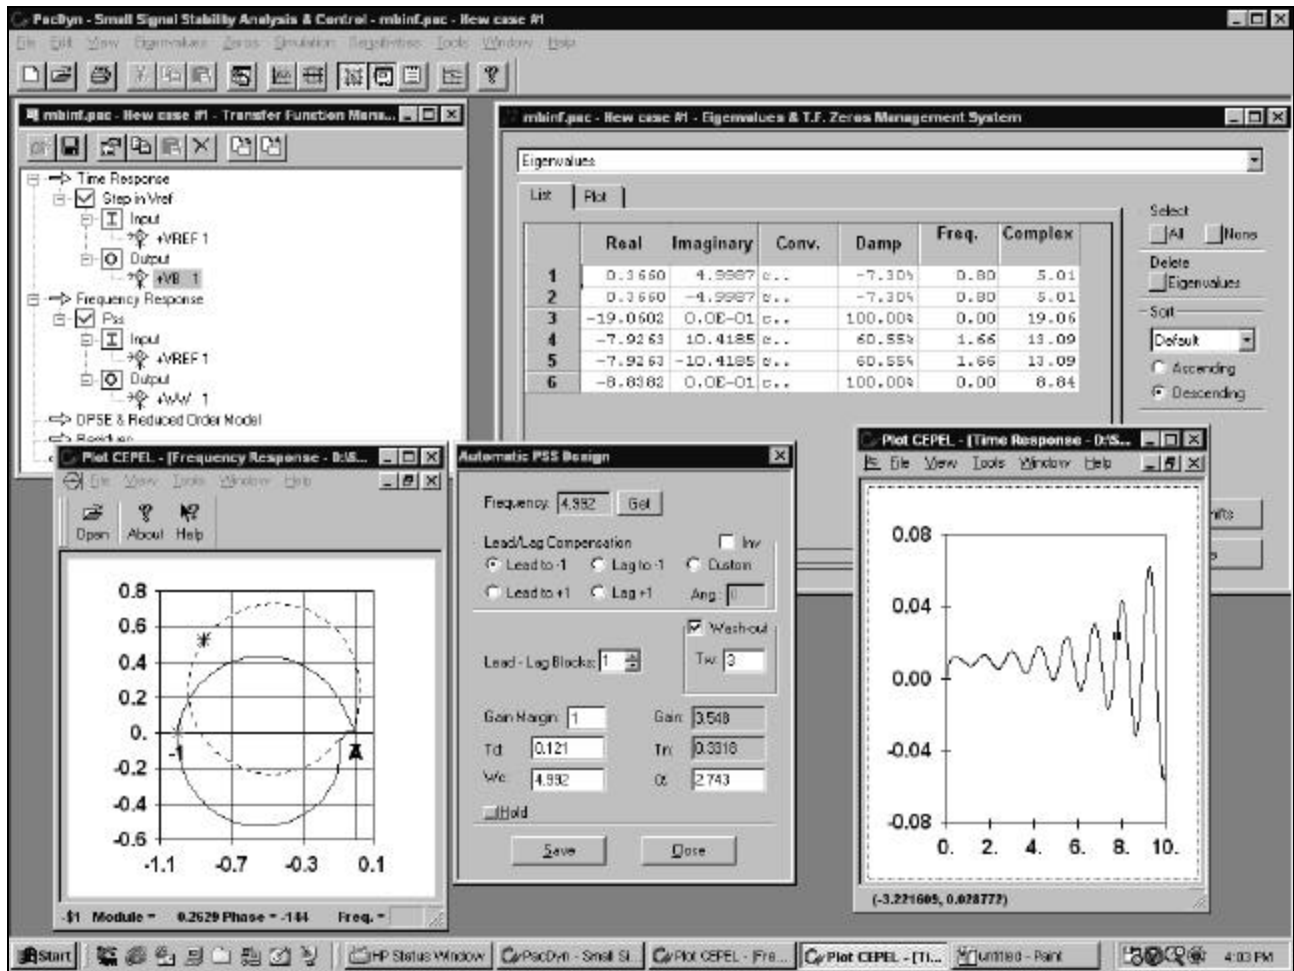 PacDyn - Small Signal Stability Analysis & Control - mbinf.pac - New case #1
File Edit View Eigenvalues Zeros Simulation Sensitivities Tools Window Help
mbinf.pac - New case #1 - Transfer Function Mana...
Time Response
Step in Vref
Input
+VREF 1
Output
+VB 1
Frequency Response
Pss
Input
+VREF 1
Output
+WW 1
DPSE & Reduced Order Model
Residues
mbinf.pac - New case #1 - Eigenvalues & T.F. Zeros Management System
Eigenvalues
List Plot
Real Imaginary Conv. Damp Freq. Complex
1 0.3660 4.9987 c.. -7.30% 0.80 5.01
2 0.3660 -4.9987 c.. -7.30% 0.80 5.01
3 -19.0602 0.0E-01 c.. 100.00% 0.00 19.06
4 -7.9263 10.4185 c.. 60.55% 1.66 13.09
5 -7.9263 -10.4185 c.. 60.55% 1.66 13.09
6 -8.8382 0.0E-01 c.. 100.00% 0.00 8.84
Select
All None
Delete
Eigenvalues
Sort
Default
Ascending
Descending
Plot CEPEL - [Frequency Response - D:\S...
File View Tools Window Help
Open About Help
0.8
0.6
0.4
0.2
0.
-0.2
-0.4
-0.6
-1
-1.1 -0.7 -0.3 0.1
-$1 Module = 0.2629 Phase = -144 Freq. =
Automatic PSS Design
Frequency: 4.992 Get
Lead/Lag Compensation Inv
Lead to -1 Lag to -1 Custom
Lead to +1 Lag +1 Ang.: 0
Wash-out
Lead - Lag Blocks: 1 Tw: 3
Gain Margin: 1 Gain: 3.548
Td: 0.121 Tn: 0.3318
Wc: 4.992 α: 2.743
Hold
Save Close
Plot CEPEL - [Time Response - D:\S...
File View Tools Window Help
0.08
0.04
0.00
-0.04
-0.08
0. 2. 4. 6. 8. 10.
(-3.221609, 0.028772)
Start HP Status Window PacDyn - Small Si... Plot CEPEL - [Fre... Plot CEPEL - [Ti... untitled - Paint 4:03 PM